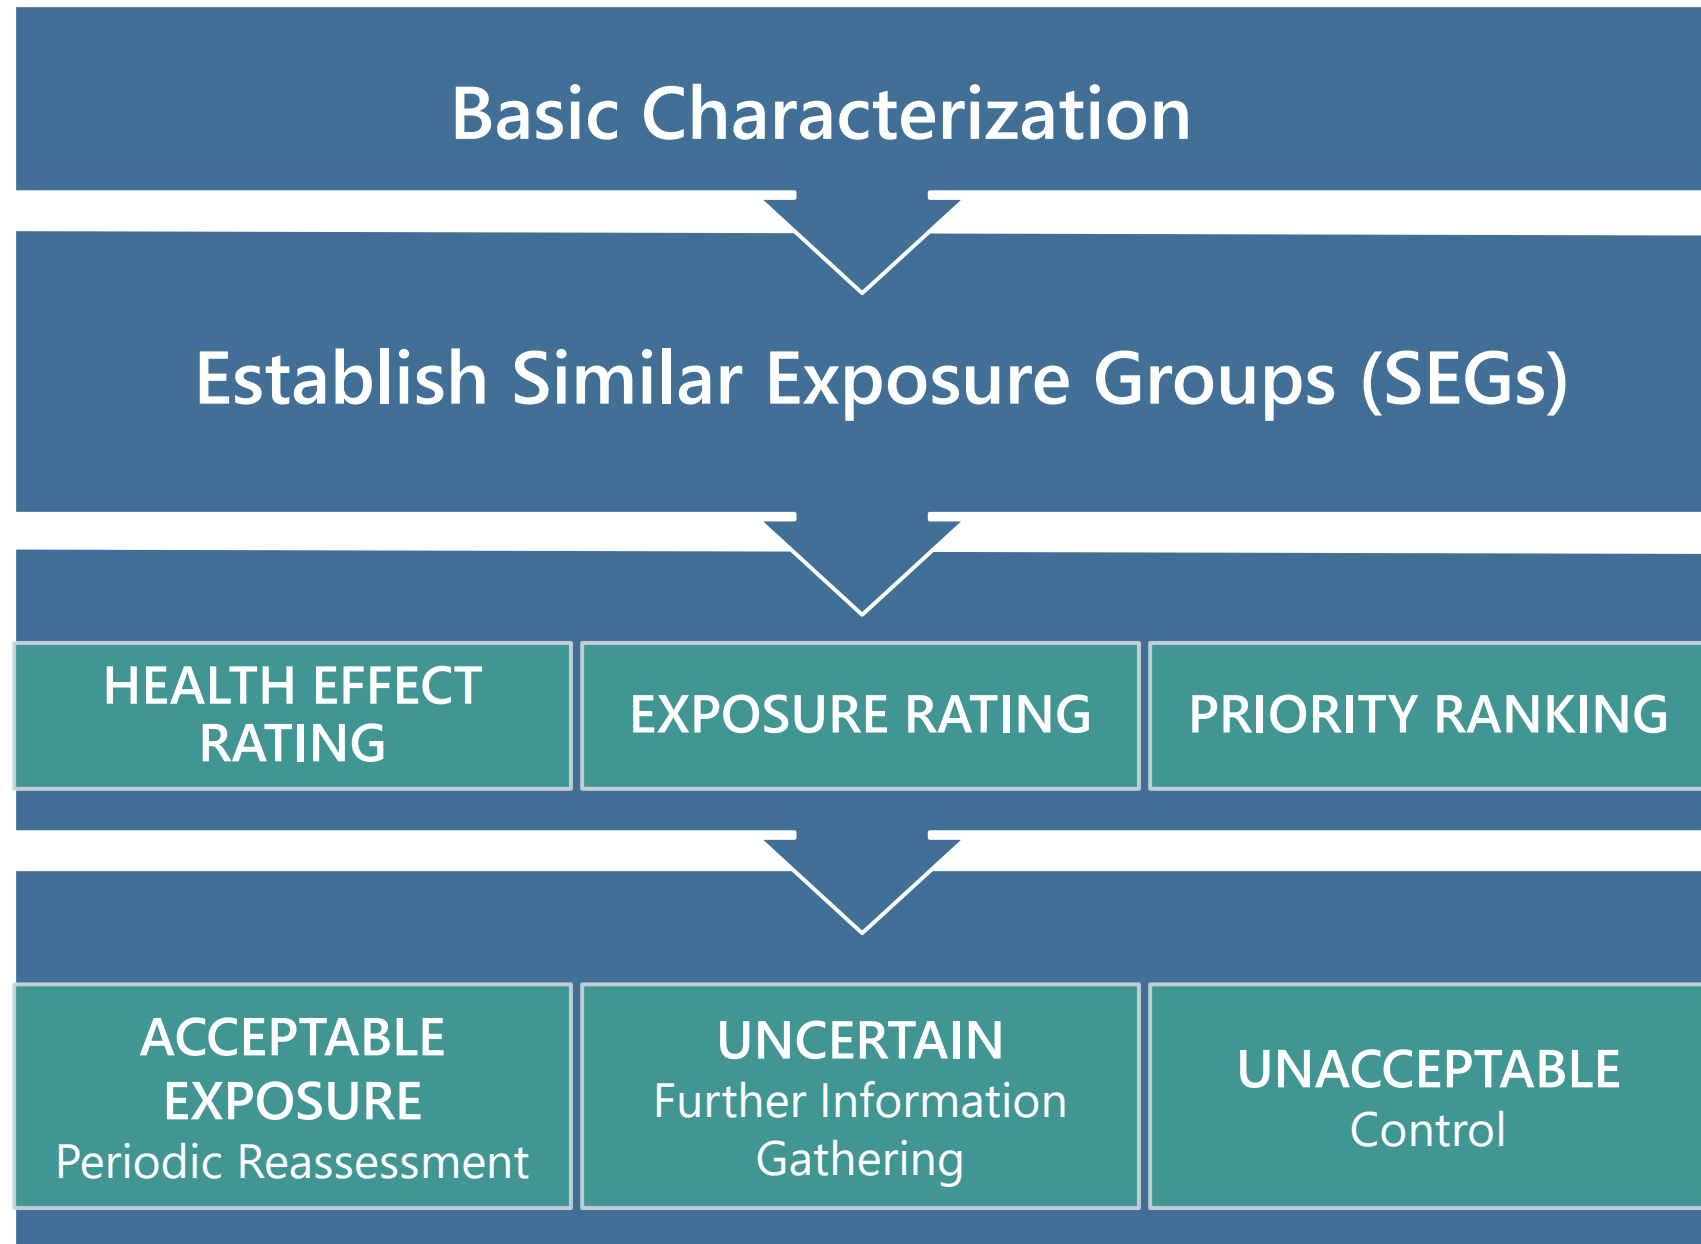 Basic Characterization
Establish Similar Exposure Groups (SEGs)
HEALTH EFFECT
RATING
EXPOSURE RATING
PRIORITY RANKING
ACCEPTABLE
EXPOSURE
Periodic Reassessment
UNCERTAIN
Further Information
Gathering
UNACCEPTABLE
Control